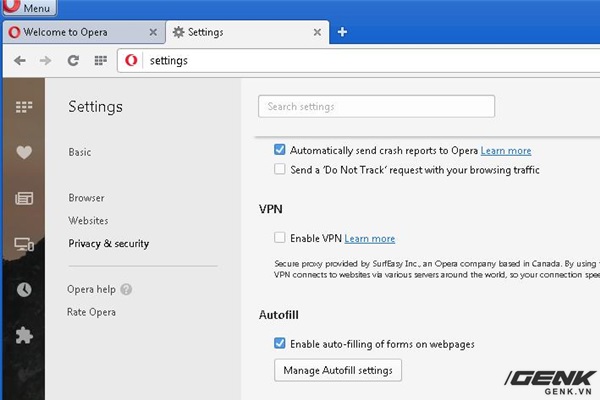 Menu
Welcome to Opera
Settings
settings
Settings
Basic
Browser
Websites
Privacy & security
Opera help ?
Rate Opera
Search settings
Automatically send crash reports to Opera Learn more
Send a 'Do Not Track' request with your browsing traffic
VPN
Enable VPN Learn more
Secure proxy provided by SurfEasy Inc., an Opera company based in Canada. By using
VPN connects to websites via various servers around the world, so your connection spee
Autofill
Enable auto-filling of forms on webpages
Manage Autofill settings
GENK
GENK.VN